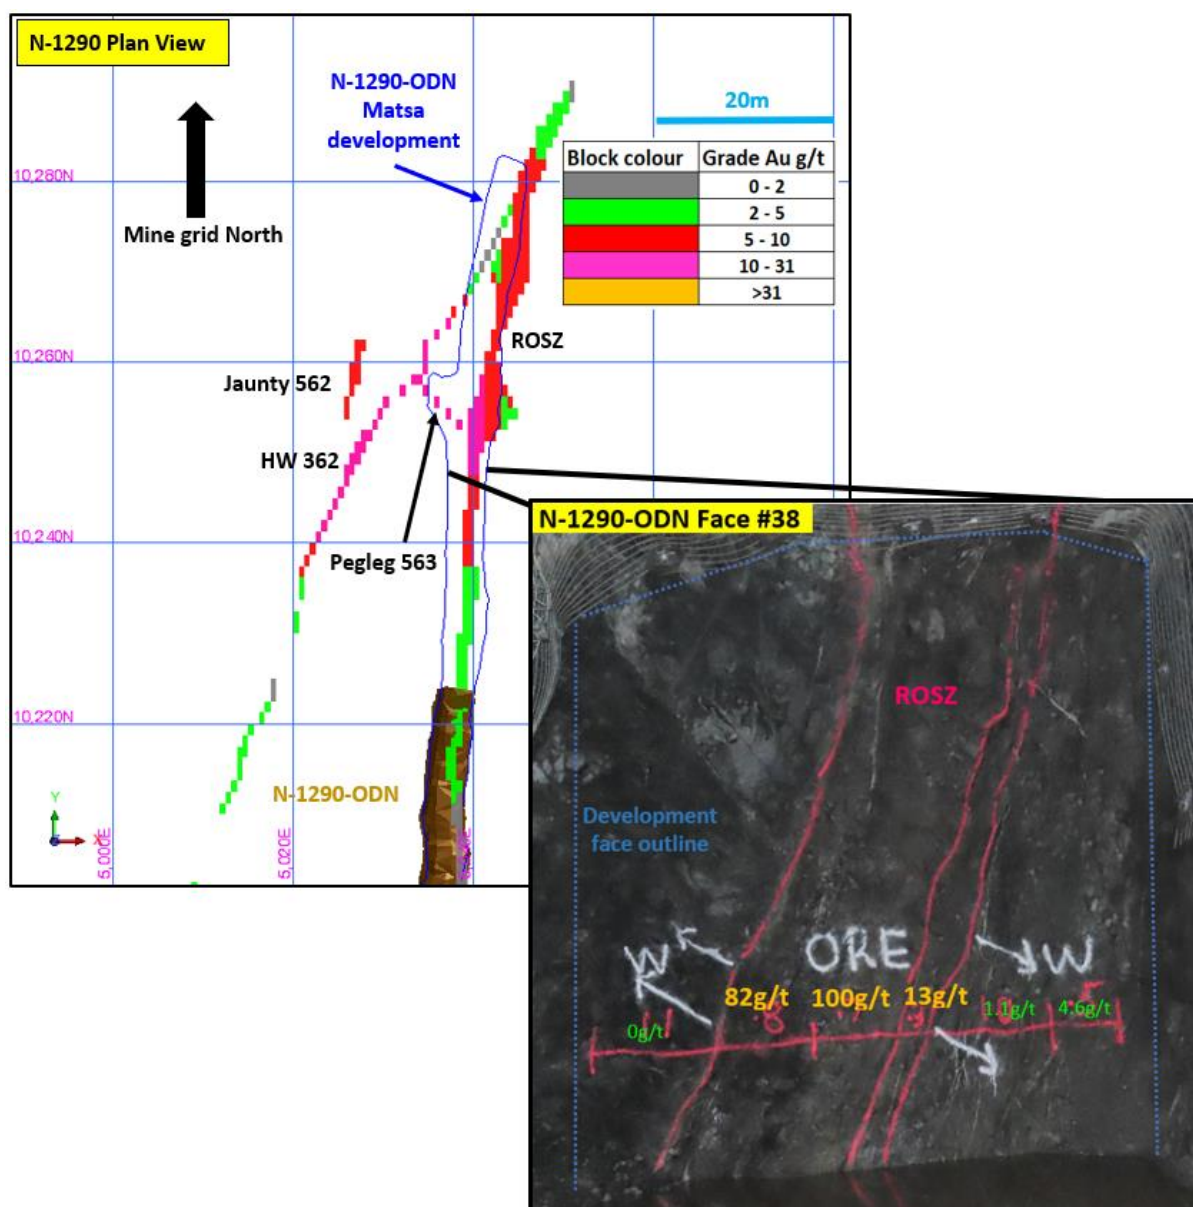 N-1290 Plan View
N-1290-ODN
Matsa
development
20m
Block colour Grade Au g/t
0 - 2
2 - 5
5 - 10
10 - 31
>31
10,280N
Mine grid North
ROSZ
10,260N
Jaunty 562
HW 362
10,240N
Pegleg 563
10,220N
N-1290-ODN
Y
X
5,000E
5,020E
N-1290-ODN Face #38
ROSZ
Development
face outline
W ORE W
82g/t 100g/t 13g/t 1.1g/t 4.6g/t
0g/t